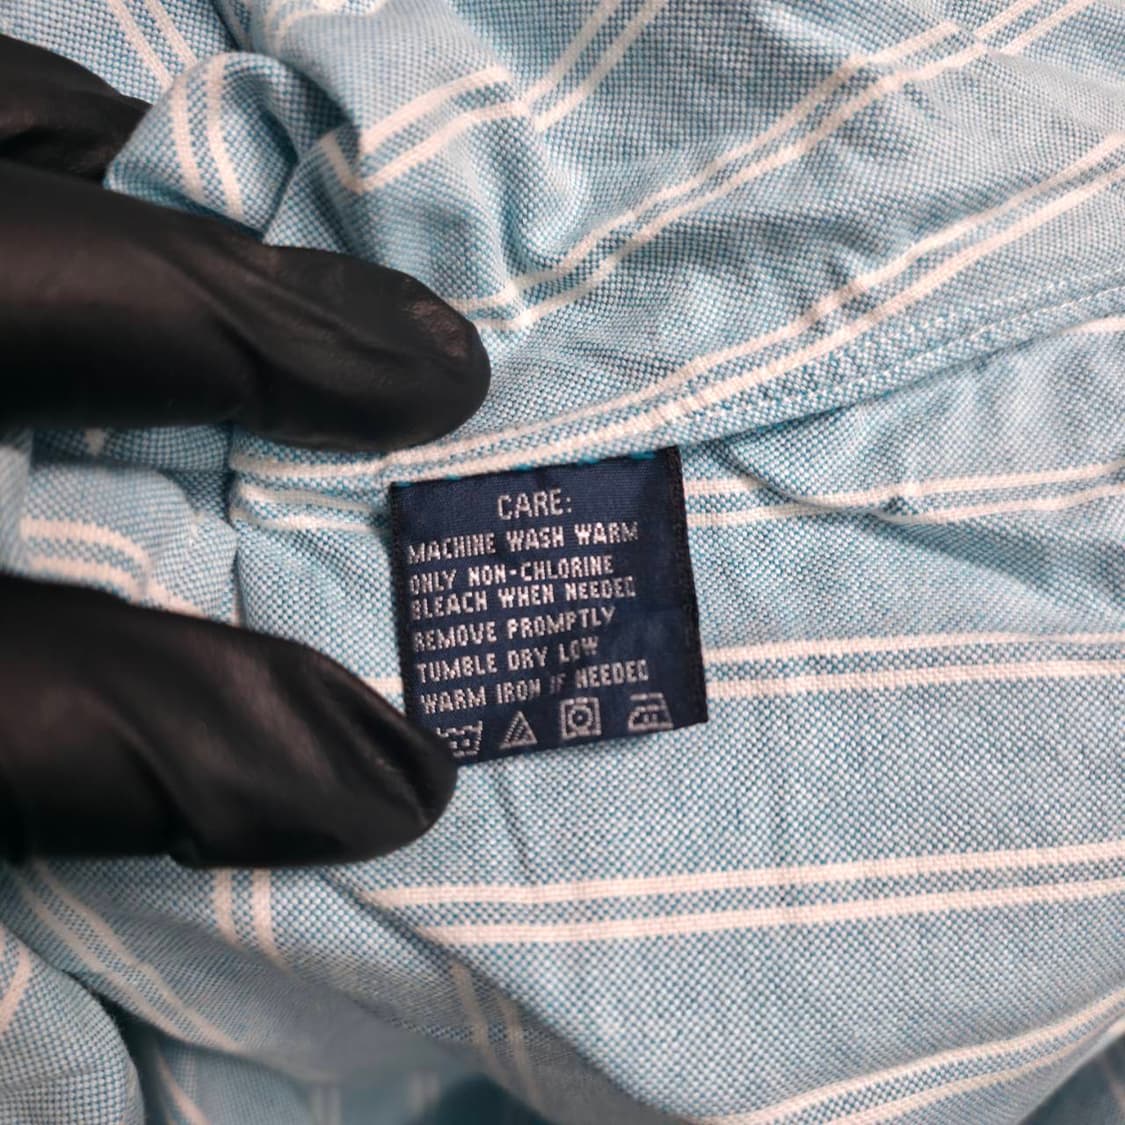 CARE:
MACHINE WASH WARM
ONLY NON-CHLORINE
BLEACH WHEN NEEDED
REMOVE PROMPTLY
TUMBLE DRY LOW
WARM IRON IF NEEDED